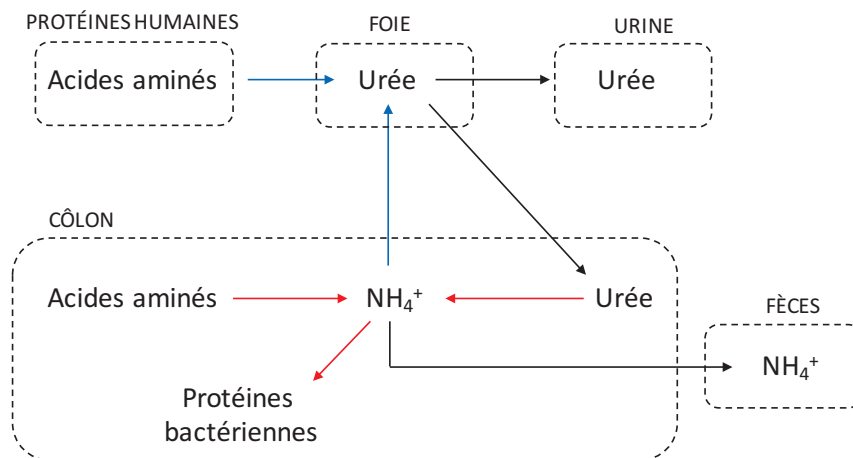 PROTÉINES HUMAINES
FOIE
URINE
Acides aminés
Urée
Urée
CÔLON
Acides aminés
NH₄⁺
Urée
FÈCES
NH₄⁺
Protéines
bactériennes